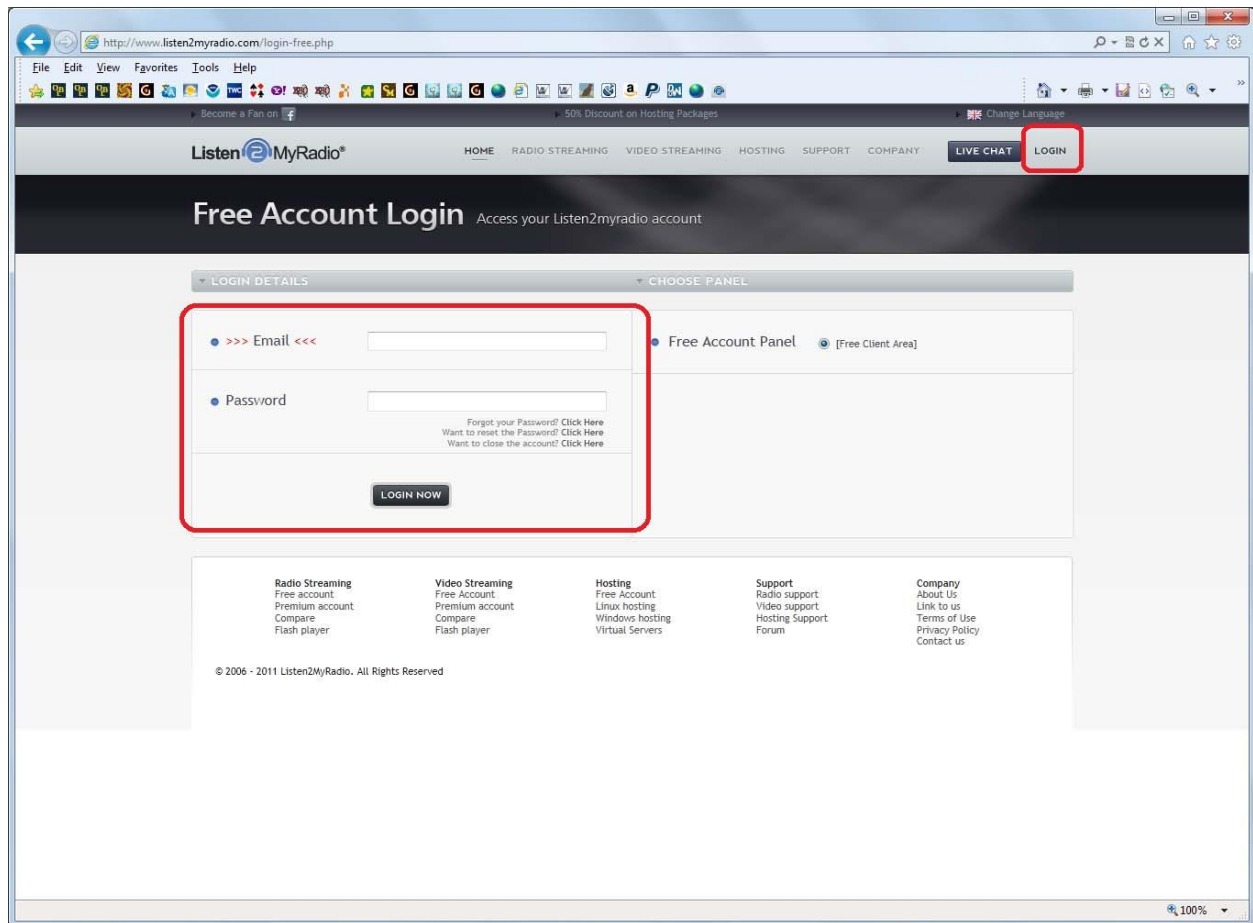 http://www.listen2myradio.com/login-free.php
File Edit View Favorites Tools Help
Become a Fan on f
50% Discount on Hosting Packages
Change Language
Listen2MyRadio®
HOME RADIO STREAMING VIDEO STREAMING HOSTING SUPPORT COMPANY LIVE CHAT LOGIN
Free Account Login Access your Listen2myradio account
LOGIN DETAILS
CHOOSE PANEL
>>> Email <<<
Free Account Panel [Free Client Area]
Password
Forgot your Password? Click Here
Want to reset the Password? Click Here
Want to close the account? Click Here
LOGIN NOW
Radio Streaming
Free account
Premium account
Compare
Flash player
Video Streaming
Free Account
Premium account
Compare
Flash player
Hosting
Free Account
Linux hosting
Windows hosting
Virtual Servers
Support
Radio support
Video support
Hosting Support
Forum
Company
About Us
Link to us
Terms of Use
Privacy Policy
Contact us
© 2006 - 2011 Listen2MyRadio. All Rights Reserved
100%